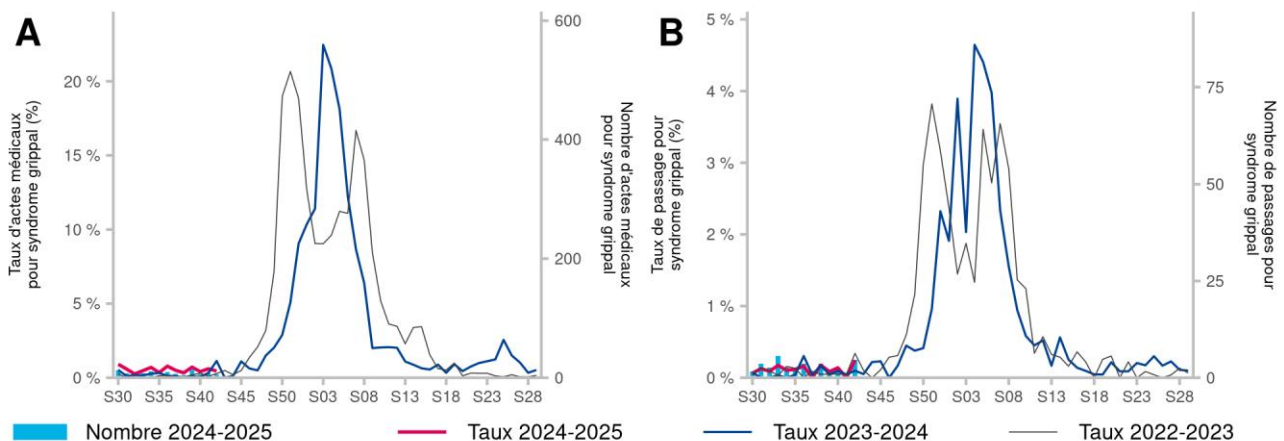 A
Taux d'actes médicaux
pour syndrome grippal (%)
20 %
15 %
10 %
5 %
0 %
600
400
200
0
Nombre d'actes médicaux
pour syndrome grippal
S30 S35 S40 S45 S50 S03 S08 S13 S18 S23 S28
B
Taux de passage pour
syndrome grippal (%)
5 %
4 %
3 %
2 %
1 %
0 %
75
50
25
0
Nombre de passages pour
syndrome grippal
S30 S35 S40 S45 S50 S03 S08 S13 S18 S23 S28
Nombre 2024-2025 Taux 2024-2025 Taux 2023-2024 Taux 2022-2023